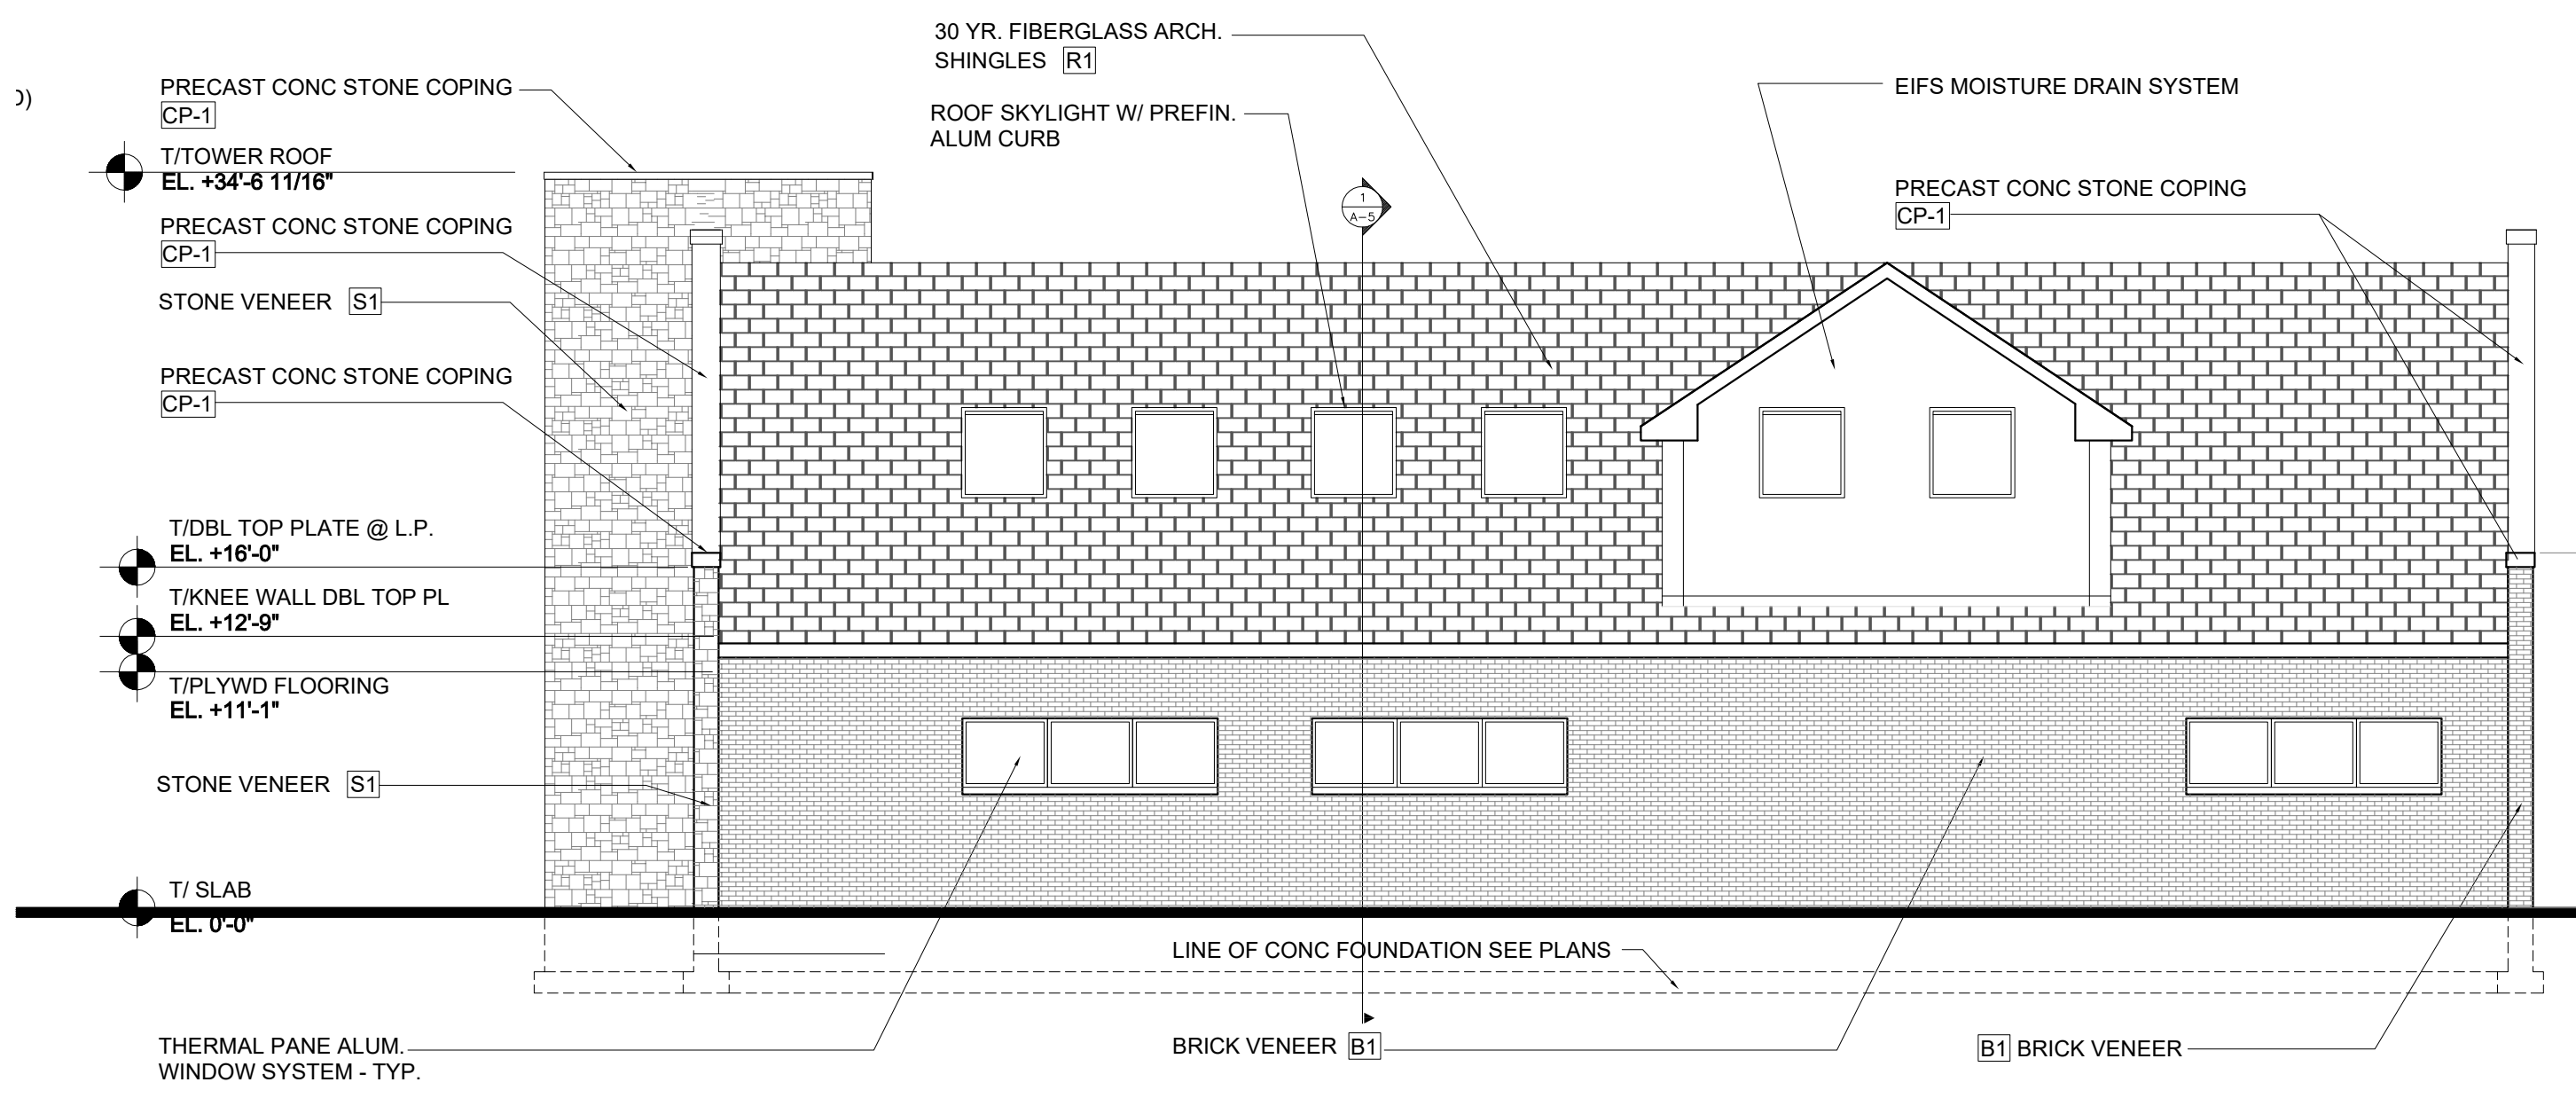 30 YR. FIBERGLASS ARCH.
SHINGLES R1
PRECAST CONC STONE COPING
CP-1
EIFS MOISTURE DRAIN SYSTEM
D)
ROOF SKYLIGHT W/ PREFIN.
ALUM CURB
T/TOWER ROOF
EL. +34'-6 11/16"
1
A-5
PRECAST CONC STONE COPING
CP-1
PRECAST CONC STONE COPING
CP-1
STONE VENEER S1
PRECAST CONC STONE COPING
CP-1
T/DBL TOP PLATE @ L.P.
EL. +16'-0"
T/KNEE WALL DBL TOP PL
EL. +12'-9"
T/PLYWD FLOORING
EL. +11'-1"
STONE VENEER S1
T/ SLAB
EL. 0'-0"
LINE OF CONC FOUNDATION SEE PLANS
THERMAL PANE ALUM.
WINDOW SYSTEM - TYP.
BRICK VENEER B1
B1 BRICK VENEER